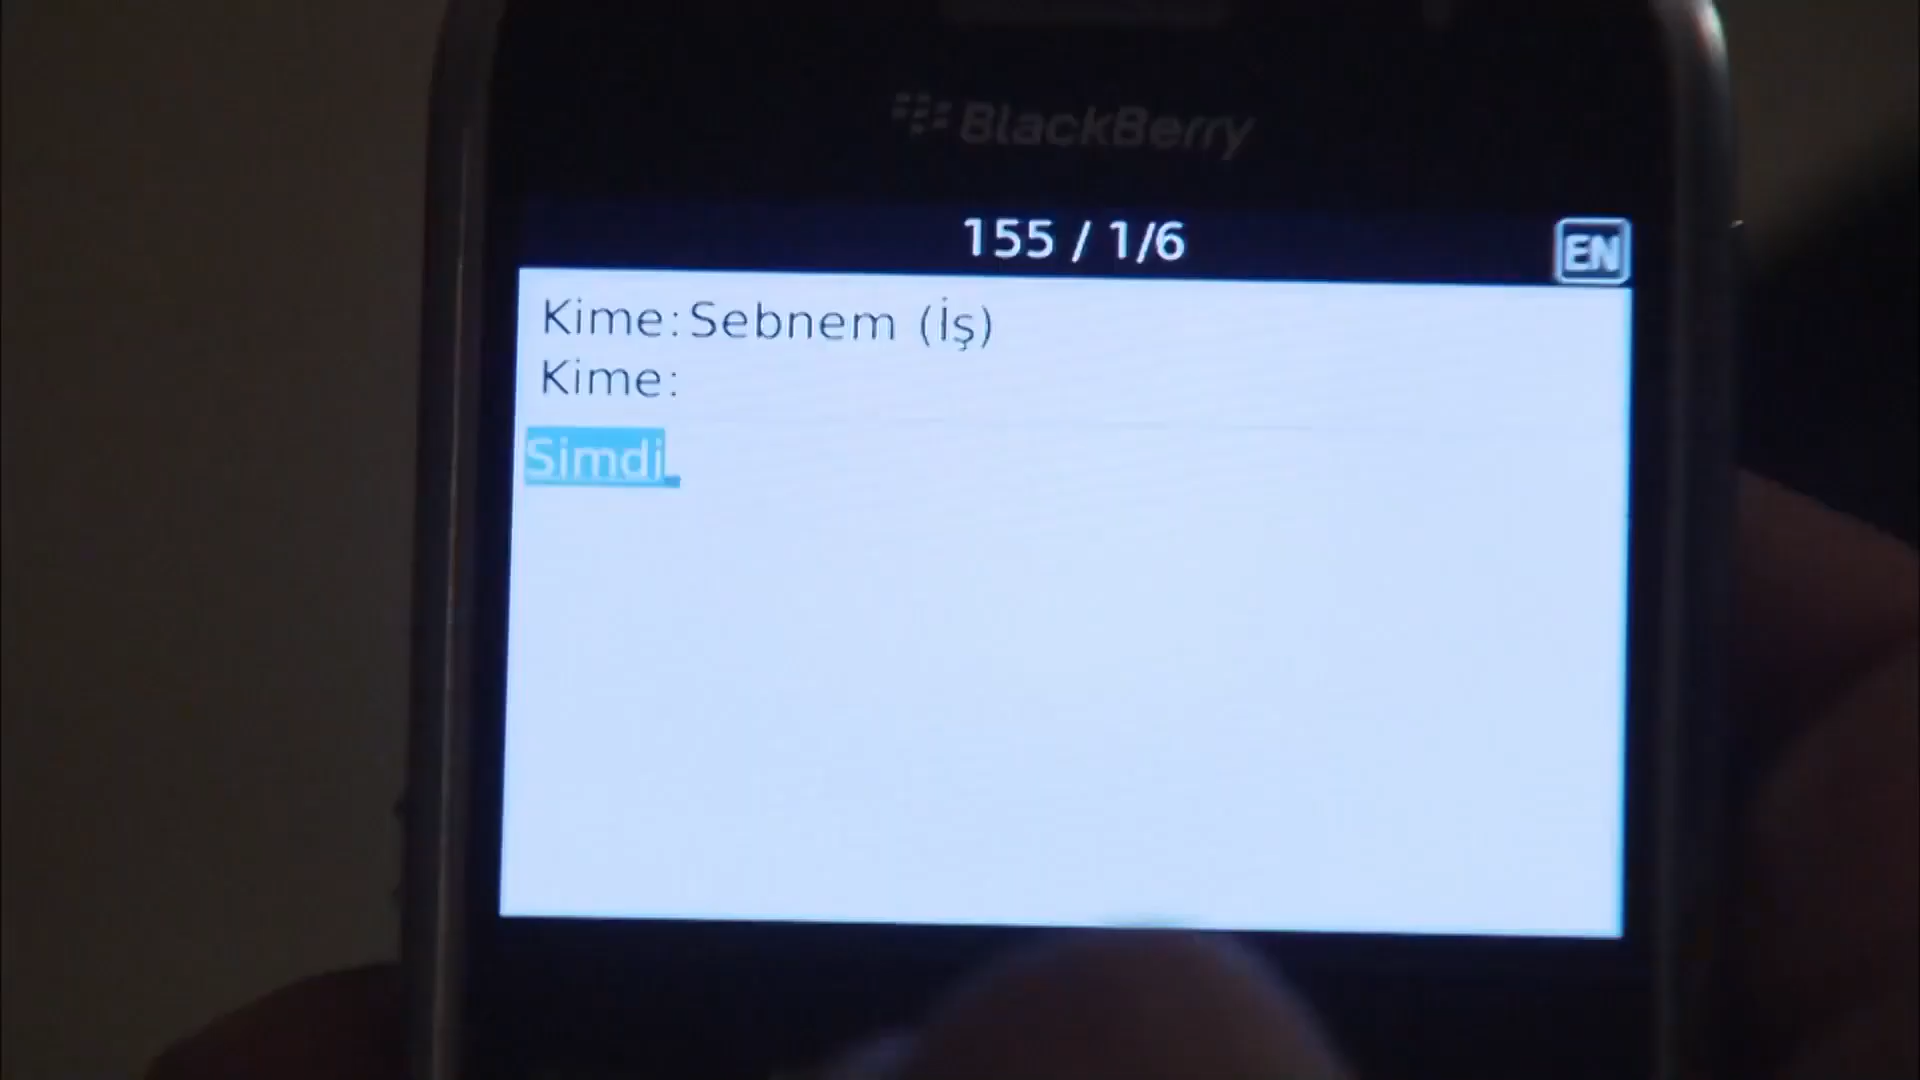 BlackBerry
155 / 1/6
EN
Kime: Sebnem (İş)
Kime:
Simdi